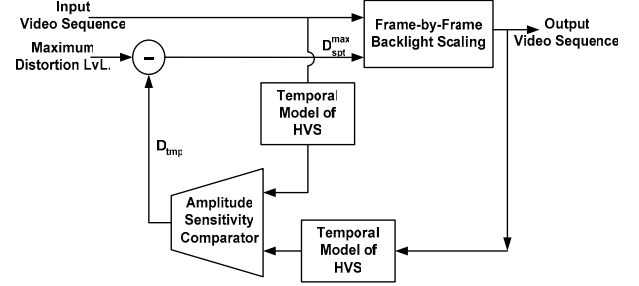 Input
Video Sequence
Maximum
Distortion LvL.
-
D max spt
Frame-by-Frame
Backlight Scaling
Output
Video Sequence
Temporal
Model of
HVS
D tmp
Amplitude
Sensitivity
Comparator
Temporal
Model of
HVS